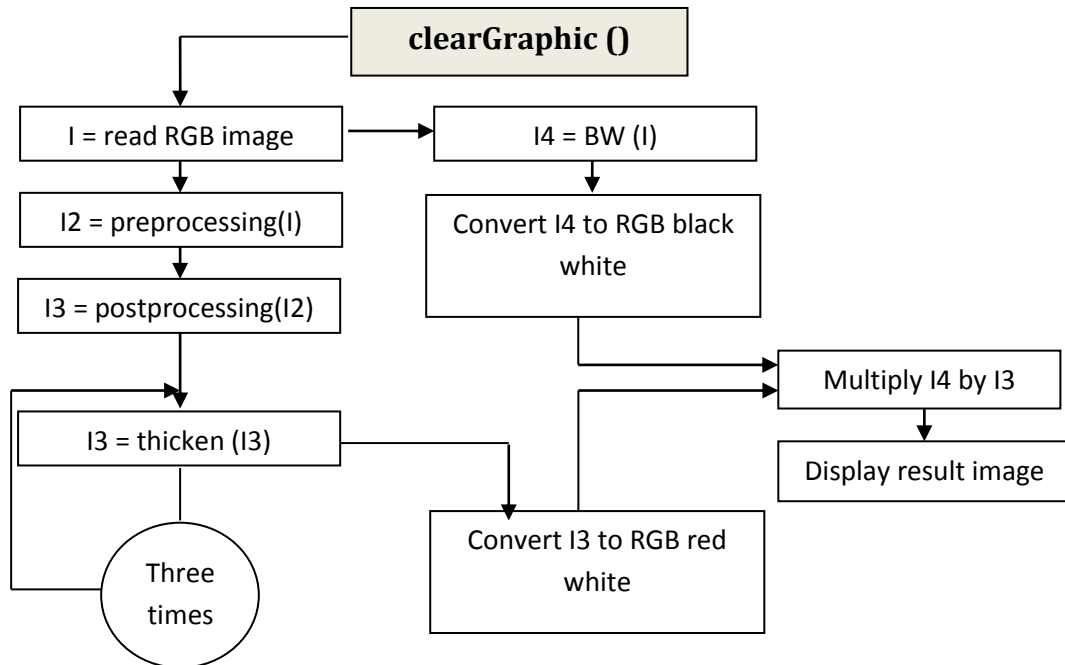 clearGraphic ()
I = read RGB image
I4 = BW (I)
I2 = preprocessing(I)
Convert I4 to RGB black
white
I3 = postprocessing(I2)
Multiply I4 by I3
I3 = thicken (I3)
Display result image
Convert I3 to RGB red
white
Three
times